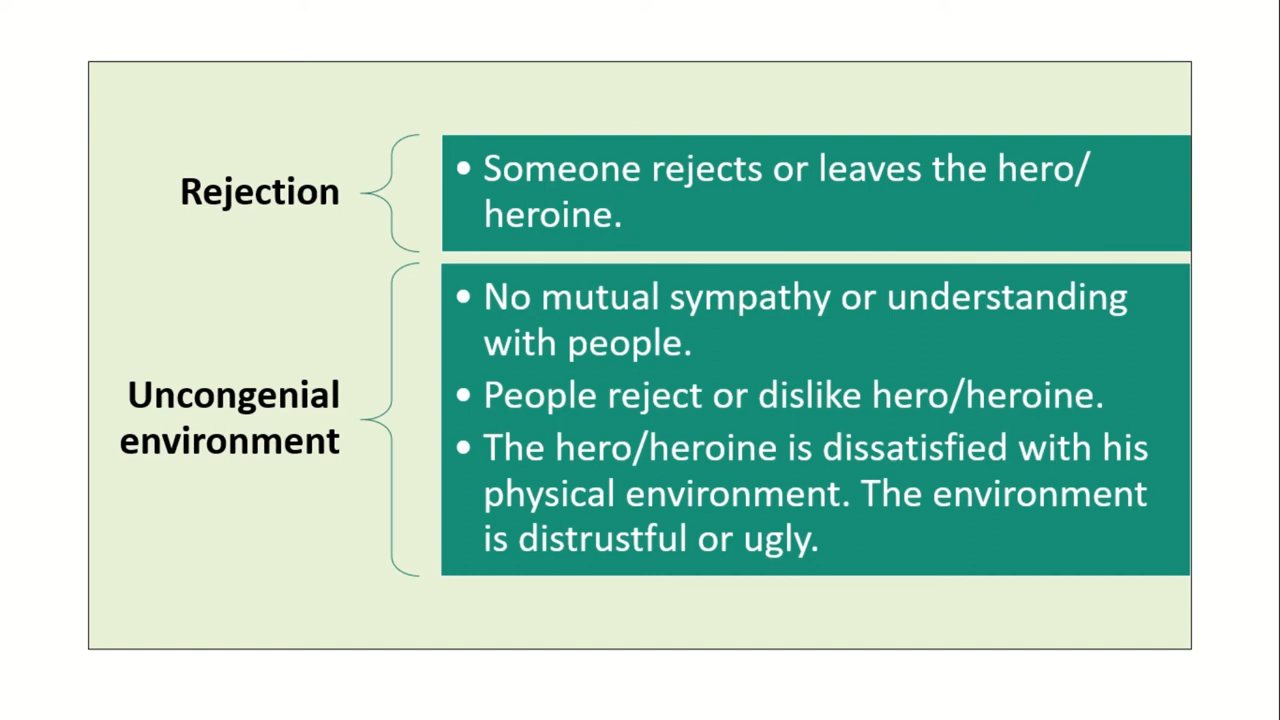 Rejection
• Someone rejects or leaves the hero/
heroine.
Uncongenial
environment
• No mutual sympathy or understanding
with people.
• People reject or dislike hero/heroine.
• The hero/heroine is dissatisfied with his
physical environment. The environment
is distrustful or ugly.